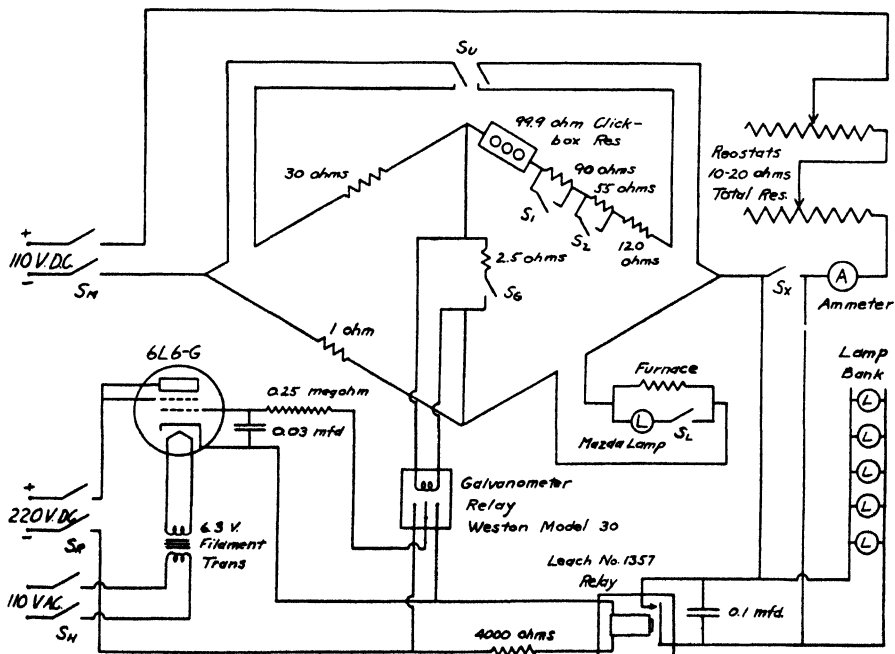 SU
99.9 ohm Click-
box Res
30 ohms
90 ohms
55 ohms
S1
S2
120
ohms
Reostats
10-20 ohms
Total Res.
+
110 V.D.C.
-
SM
2.5 ohms
SG
SX
A
Ammeter
1 ohm
6L6-G
0.25 megohm
0.03 mfd
Furnace
L
Mazda Lamp
SL
Lamp
Bank
L
L
L
L
L
Galvanometer
Relay
Weston Model 30
+
220 V.DC.
-
SP
6.3 V.
Filament
Trans
110 V AC.
SH
Leach No. 1357
Relay
0.1 mfd.
4000 ohms